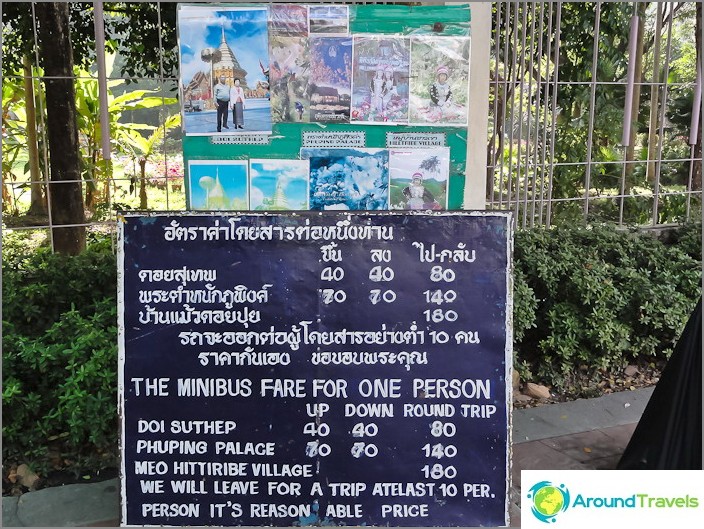 DOI SUTHEP
PHUPING PALACE
HILLTRIBE VILLAGE
อัตราค่าโดยสารต่อหนึ่งท่าน
ขึ้น ลง ไป-กลับ
ดอยสุเทพ 40 40 80
พระตำหนักภูพิงค์ 70 70 140
บ้านแม้วดอยปุย 180
รถจะออกต่อผู้โดยสารอย่างต่ำ 10 คน
ราคากันเอง ขอขอบพระคุณ
THE MINIBUS FARE FOR ONE PERSON
UP DOWN ROUND TRIP
DOI SUTHEP 40 40 80
PHUPING PALACE 70 70 140
MEO HITTIRIBE VILLAGE 180
WE WILL LEAVE FOR A TRIP ATELAST 10 PER.
PERSON IT'S REASON ABLE PRICE
AroundTravels